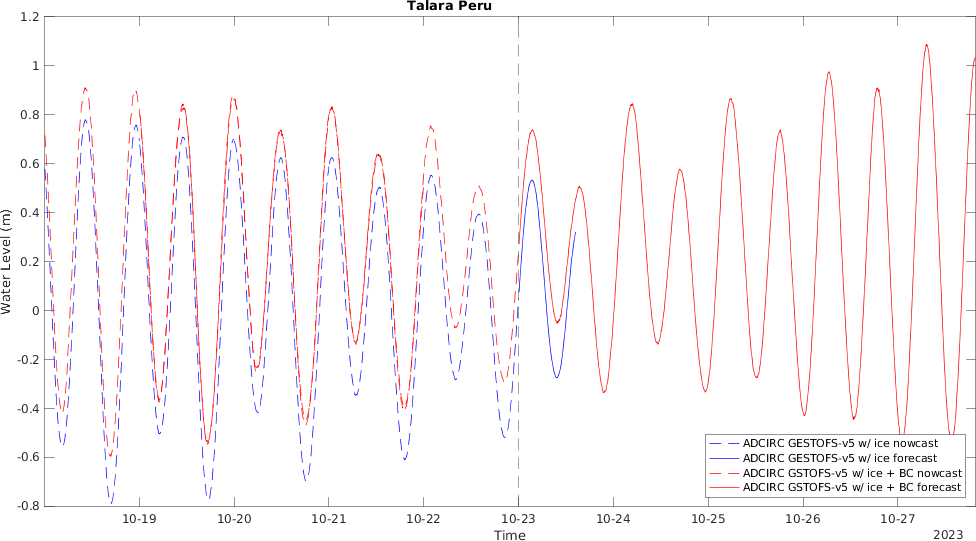 Talara Peru
Water Level (m)
1.2
1
0.8
0.6
0.4
0.2
0
-0.2
-0.4
-0.6
-0.8
ADCIRC GESTOFS-v5 w/ ice nowcast
ADCIRC GESTOFS-v5 w/ ice forecast
ADCIRC GSTOFS-v5 w/ ice + BC nowcast
ADCIRC GSTOFS-v5 w/ ice + BC forecast
10-19 10-20 10-21 10-22 10-23 10-24 10-25 10-26 10-27
Time
2023